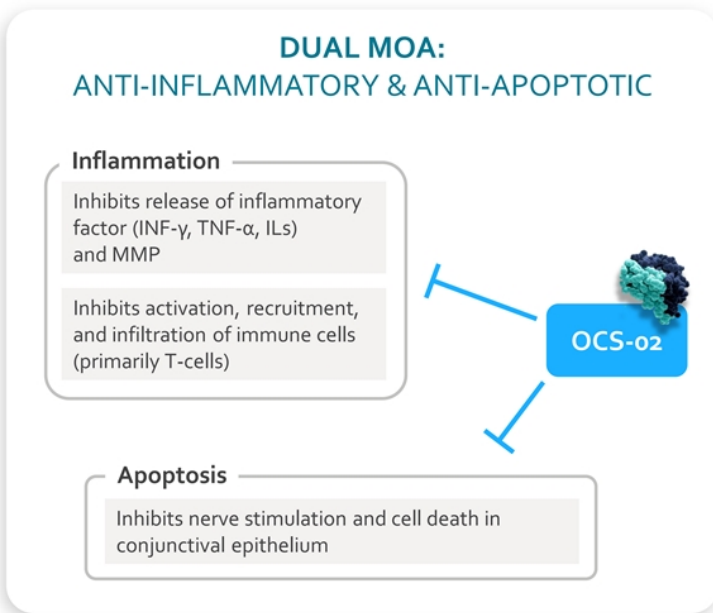 DUAL MOA:
ANTI-INFLAMMATORY & ANTI-APOPTOTIC
Inflammation
Inhibits release of inflammatory
factor (INF-γ, TNF-α, ILs)
and MMP
Inhibits activation, recruitment,
and infiltration of immune cells
(primarily T-cells)
OCS-02
Apoptosis
Inhibits nerve stimulation and cell death in
conjunctival epithelium